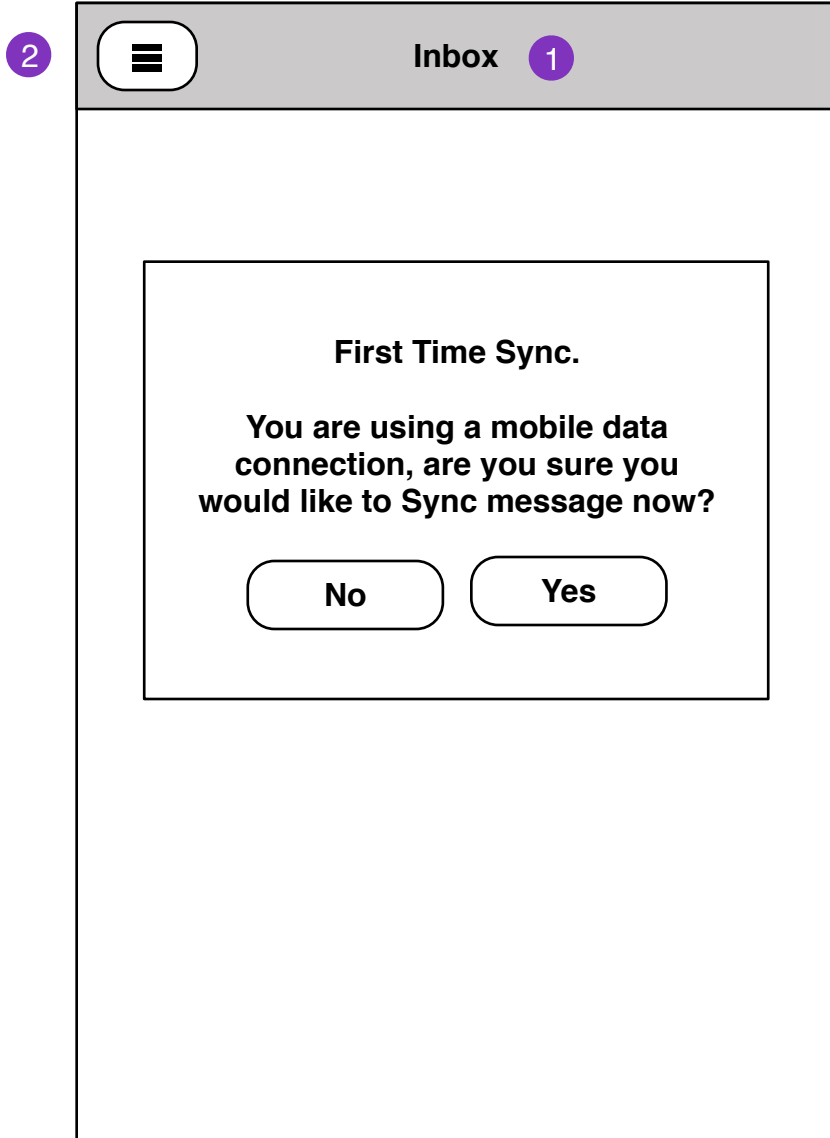 2
Inbox 1
First Time Sync.
You are using a mobile data
connection, are you sure you
would like to Sync message now?
No Yes